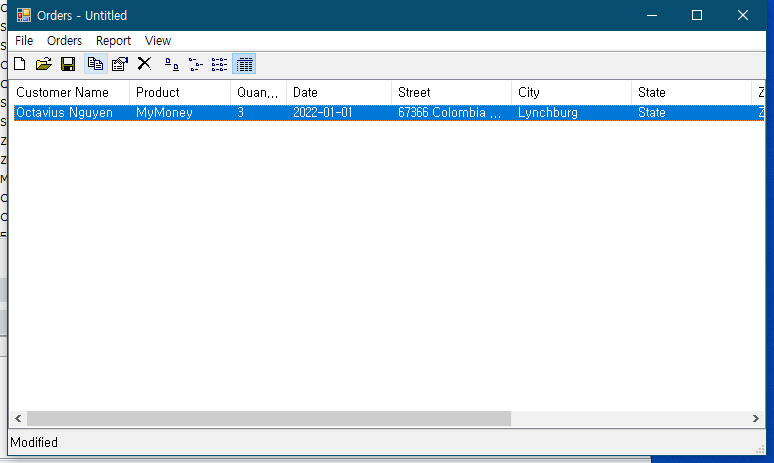 Orders - Untitled
File Orders Report View
Customer Name Product Quan... Date Street City State Z
Octavius Nguyen MyMoney 3 2022-01-01 67366 Colombia ... Lynchburg State Z
Modified